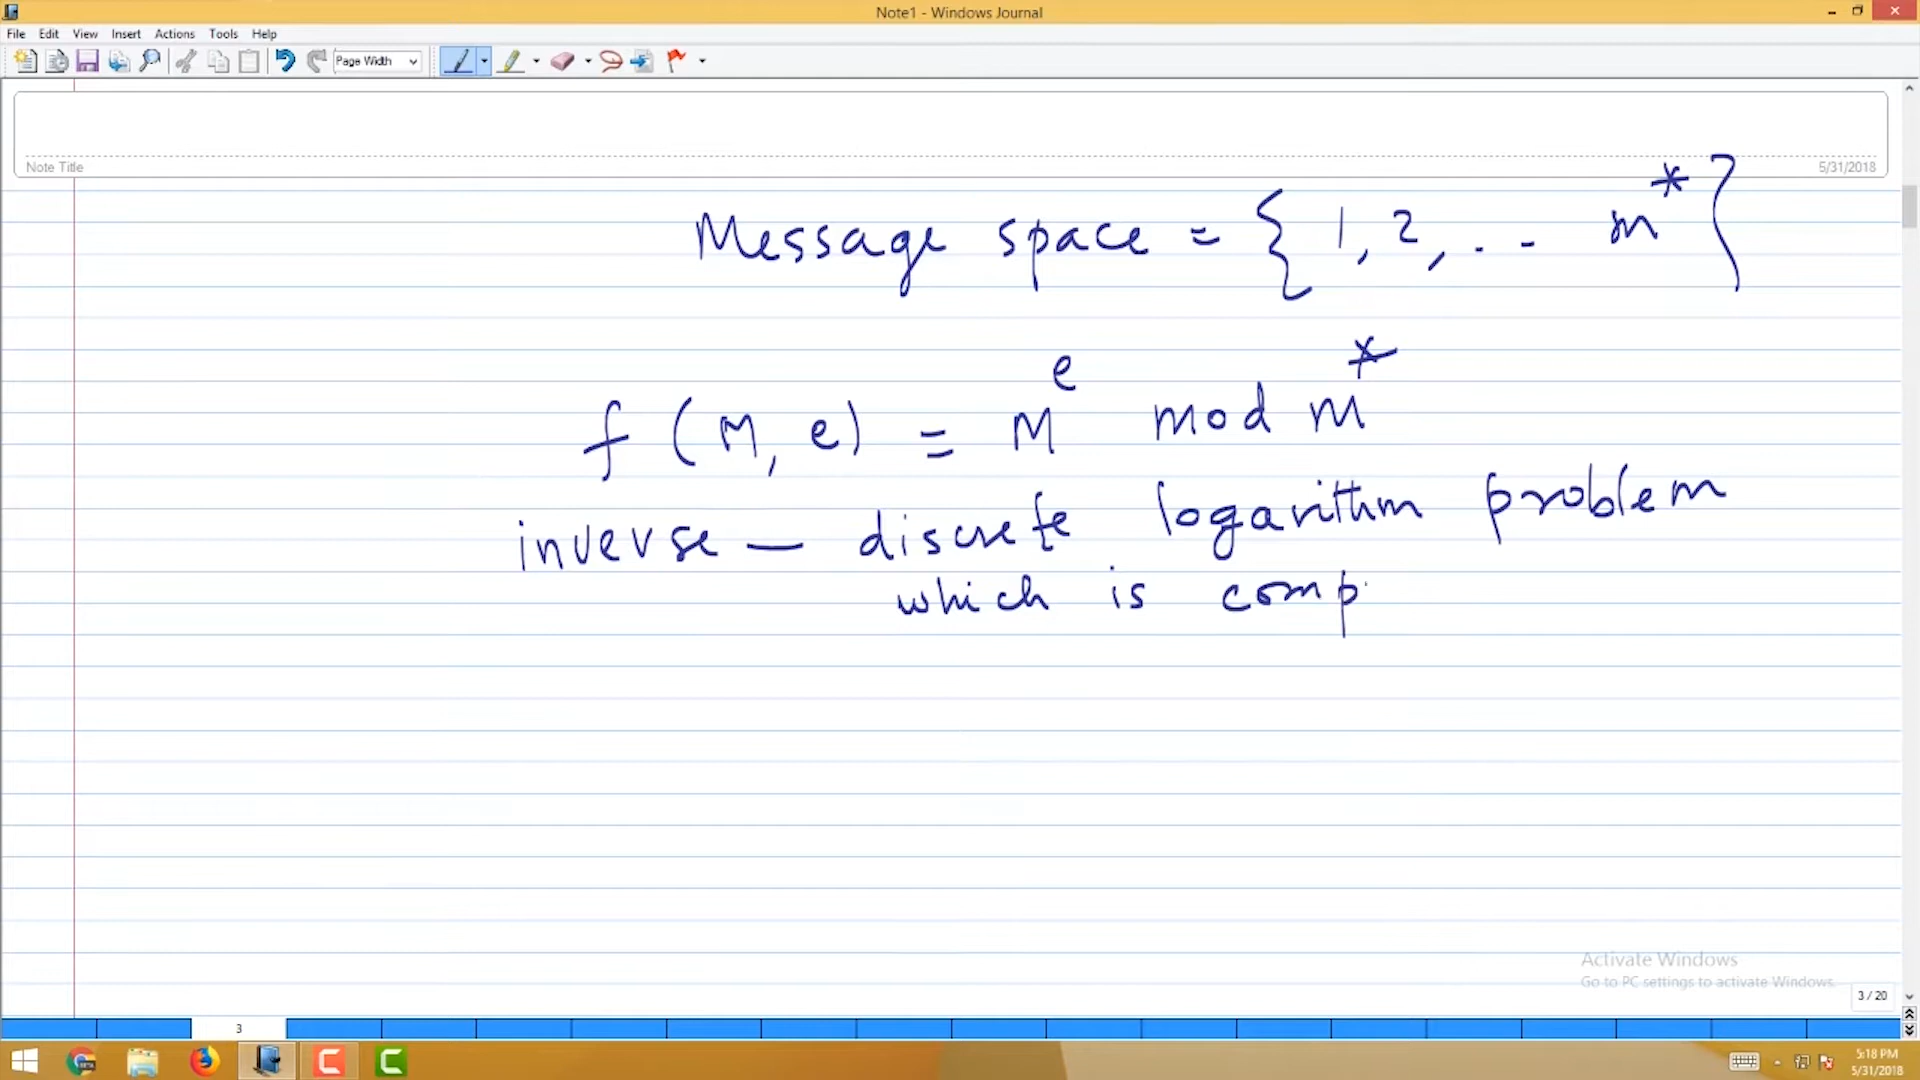 Note1 - Windows Journal
File Edit View Insert Actions Tools Help
Page Width
Note Title 5/31/2018
Message space = { 1, 2, . - m* }
f (M, e) = M^e mod m*
inverse — discrete logarithm problem
which is comp
Activate Windows
Go to PC settings to activate Windows.
3 / 20
3
5:18 PM
5/31/2018